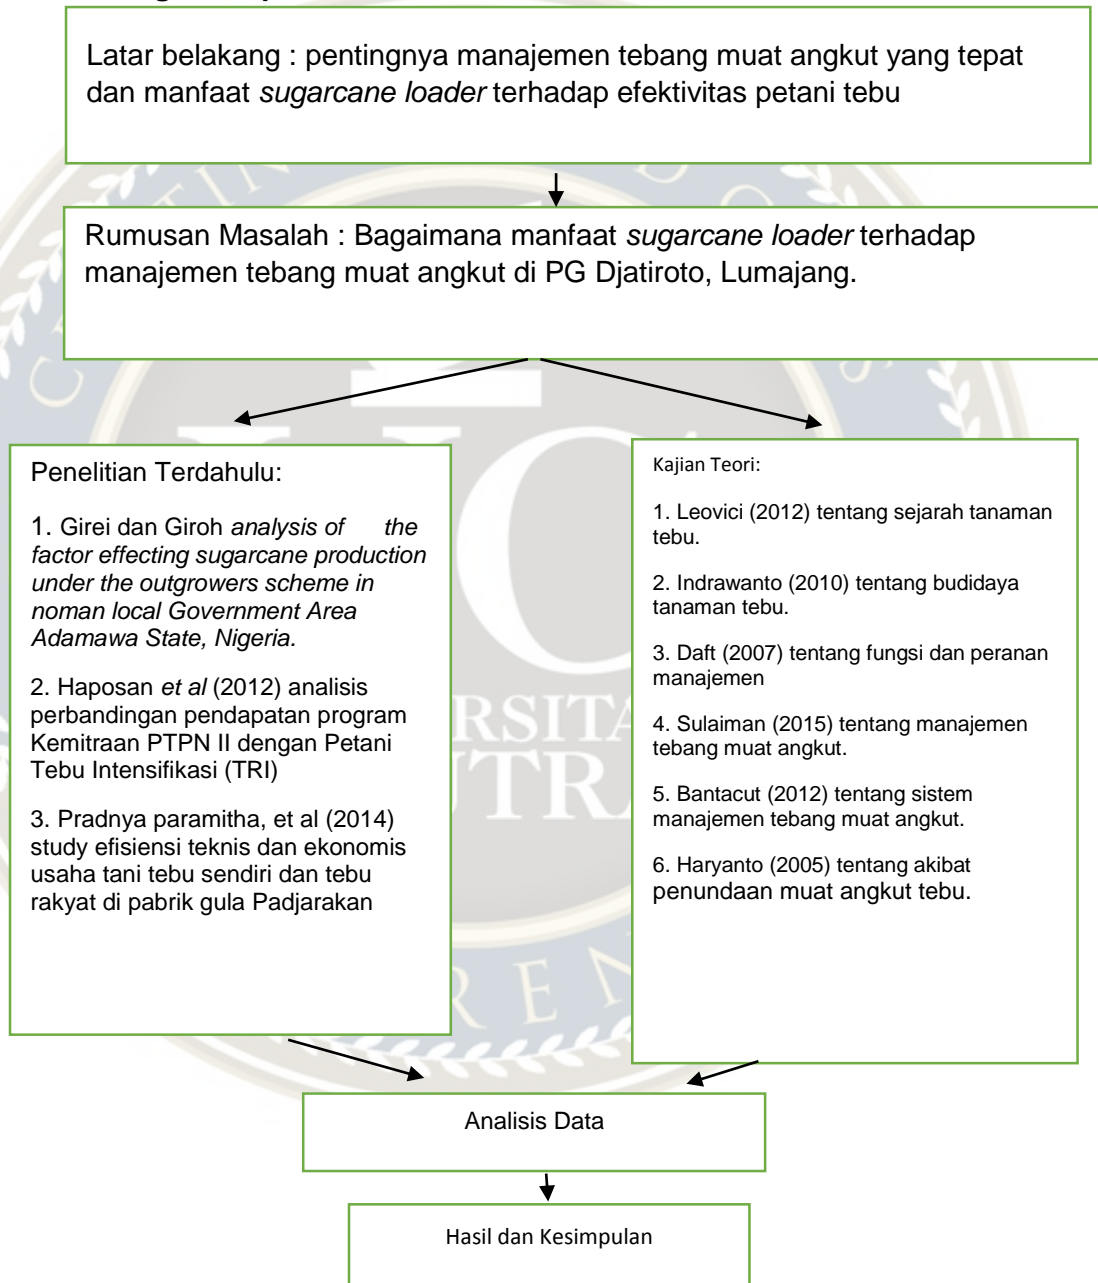 Latar belakang : pentingnya manajemen tebang muat angkut yang tepat
dan manfaat sugarcane loader terhadap efektivitas petani tebu
Rumusan Masalah : Bagaimana manfaat sugarcane loader terhadap
manajemen tebang muat angkut di PG Djatiroto, Lumajang.
Penelitian Terdahulu:
1. Girei dan Giroh analysis of the
factor effecting sugarcane production
under the outgrowers scheme in
noman local Government Area
Adamawa State, Nigeria.
2. Haposan et al (2012) analisis
perbandingan pendapatan program
Kemitraan PTPN II dengan Petani
Tebu Intensifikasi (TRI)
3. Pradnya paramitha, et al (2014)
study efisiensi teknis dan ekonomis
usaha tani tebu sendiri dan tebu
rakyat di pabrik gula Padjarakan
Kajian Teori:
1. Leovici (2012) tentang sejarah tanaman
tebu.
2. Indrawanto (2010) tentang budidaya
tanaman tebu.
3. Daft (2007) tentang fungsi dan peranan
manajemen
4. Sulaiman (2015) tentang manajemen
tebang muat angkut.
5. Bantacut (2012) tentang sistem
manajemen tebang muat angkut.
6. Haryanto (2005) tentang akibat
penundaan muat angkut tebu.
Analisis Data
Hasil dan Kesimpulan